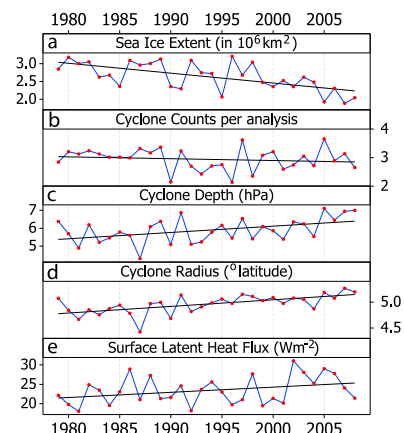 1980 1985 1990 1995 2000 2005
a Sea Ice Extent (in 10⁶ km²)
3.0
2.5
2.0
b Cyclone Counts per analysis
4
3
2
c Cyclone Depth (hPa)
7
6
5
d Cyclone Radius (⁰latitude)
5.0
4.5
e Surface Latent Heat Flux (Wm⁻²)
30
25
20
1980 1985 1990 1995 2000 2005